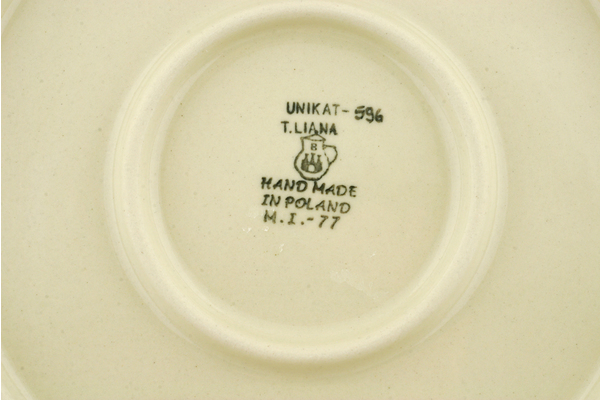 UNIKAT-596
T.LIANA
B
HAND MADE
IN POLAND
M.I.-77